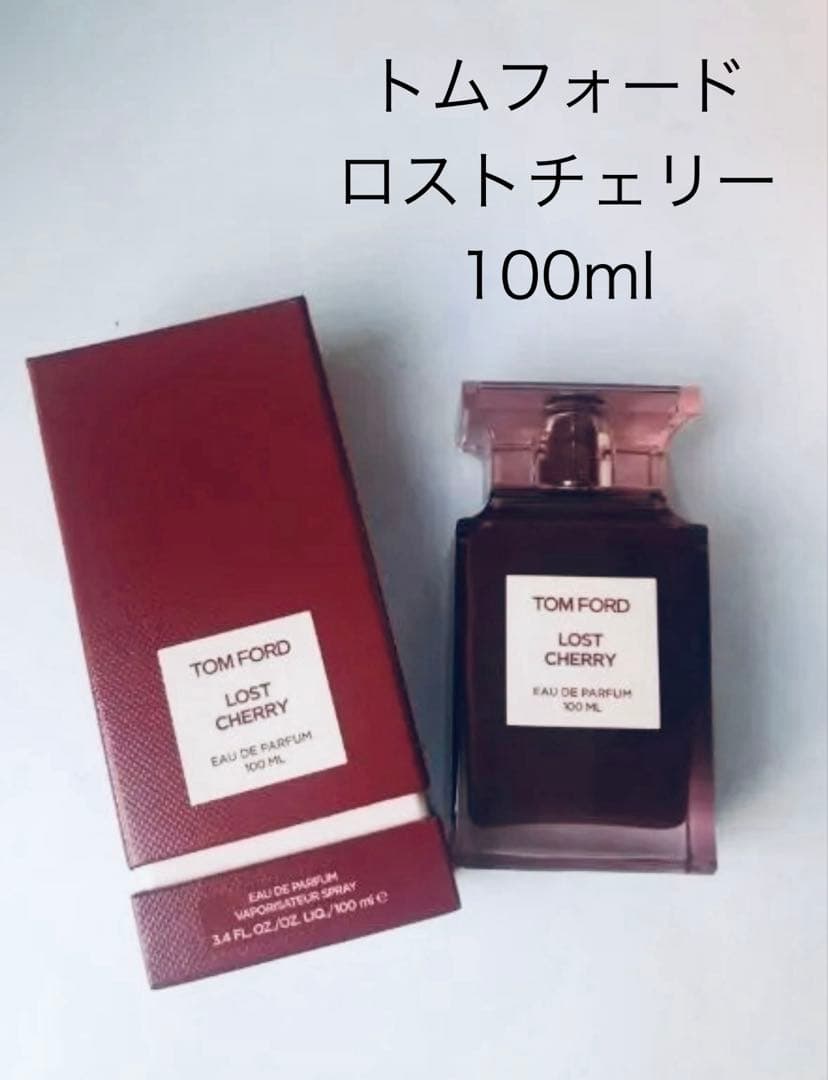 トムフォード
ロストチェリー
100ml
TOM FORD
LOST
CHERRY
EAU DE PARFUM
100 ML
EAU DE PARFUM
VAPORISATEUR SPRAY
3.4 FL. OZ./OZ. LIQ./100 ml ℮
TOM FORD
LOST
CHERRY
EAU DE PARFUM
100 ML